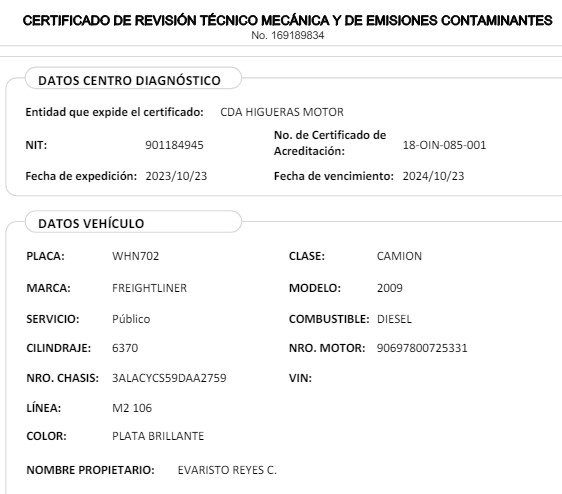 CERTIFICADO DE REVISIÓN TÉCNICO MECÁNICA Y DE EMISIONES CONTAMINANTES
No. 169189834
DATOS CENTRO DIAGNÓSTICO
Entidad que expide el certificado: CDA HIGUERAS MOTOR
NIT: 901184945 No. de Certificado de Acreditación: 18-OIN-085-001
Fecha de expedición: 2023/10/23 Fecha de vencimiento: 2024/10/23
DATOS VEHÍCULO
PLACA: WHN702 CLASE: CAMION
MARCA: FREIGHTLINER MODELO: 2009
SERVICIO: Público COMBUSTIBLE: DIESEL
CILINDRAJE: 6370 NRO. MOTOR: 90697800725331
NRO. CHASIS: 3ALACYCS59DAA2759 VIN:
LÍNEA: M2 106
COLOR: PLATA BRILLANTE
NOMBRE PROPIETARIO: EVARISTO REYES C.